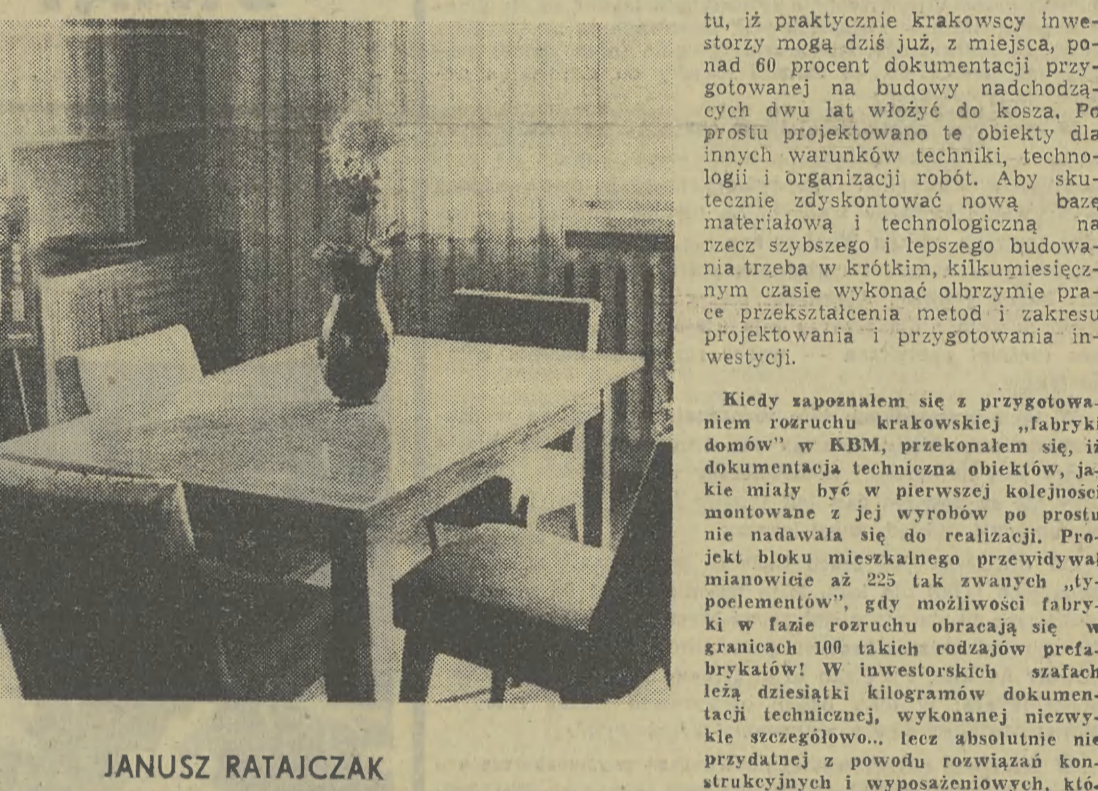 tu, iż praktycznie krakowscy inwe-
storzy mogą dziś już, z miejsca, po-
nad 60 procent dokumentacji przy-
gotowanej na budowy nadchodzą-
cych dwu lat włożyć do kosza. Po
prostu projektowano te obiekty dla
innych warunków techniki, techno-
logii i organizacji robót. Aby sku-
tecznie zdyskontować nową bazę
materiałową i technologiczną na
rzecz szybszego i lepszego budowa-
nia trzeba w krótkim, kilkumiesięcz-
nym czasie wykonać olbrzymie pra-
ce przekształcenia metod i zakresu
projektowania i przygotowania in-
westycji.
Kiedy zapoznałem się z przygotowa-
niem rozruchu krakowskiej „fabryki
domów" w KBM, przekonałem się, iż
dokumentacja techniczna obiektów, ja-
kie miały być w pierwszej kolejności
montowane z jej wyrobów po prostu
nie nadawała się do realizacji. Pro-
jekt bloku mieszkalnego przewidywał
mianowicie aż 225 tak zwanych „ty-
poelementów", gdy możliwości fabry-
ki w fazie rozruchu obracają się w
granicach 100 takich rodzajów prefa-
brykatów! W inwestorskich szafach
leżą dziesiątki kilogramów dokumen-
tacji technicznej, wykonanej niezwy-
kle szczegółowo... lecz absolutnie nie
przydatnej z powodu rozwiązań kon-
strukcyjnych i wyposażeniowych, któ-
JANUSZ RATAJCZAK